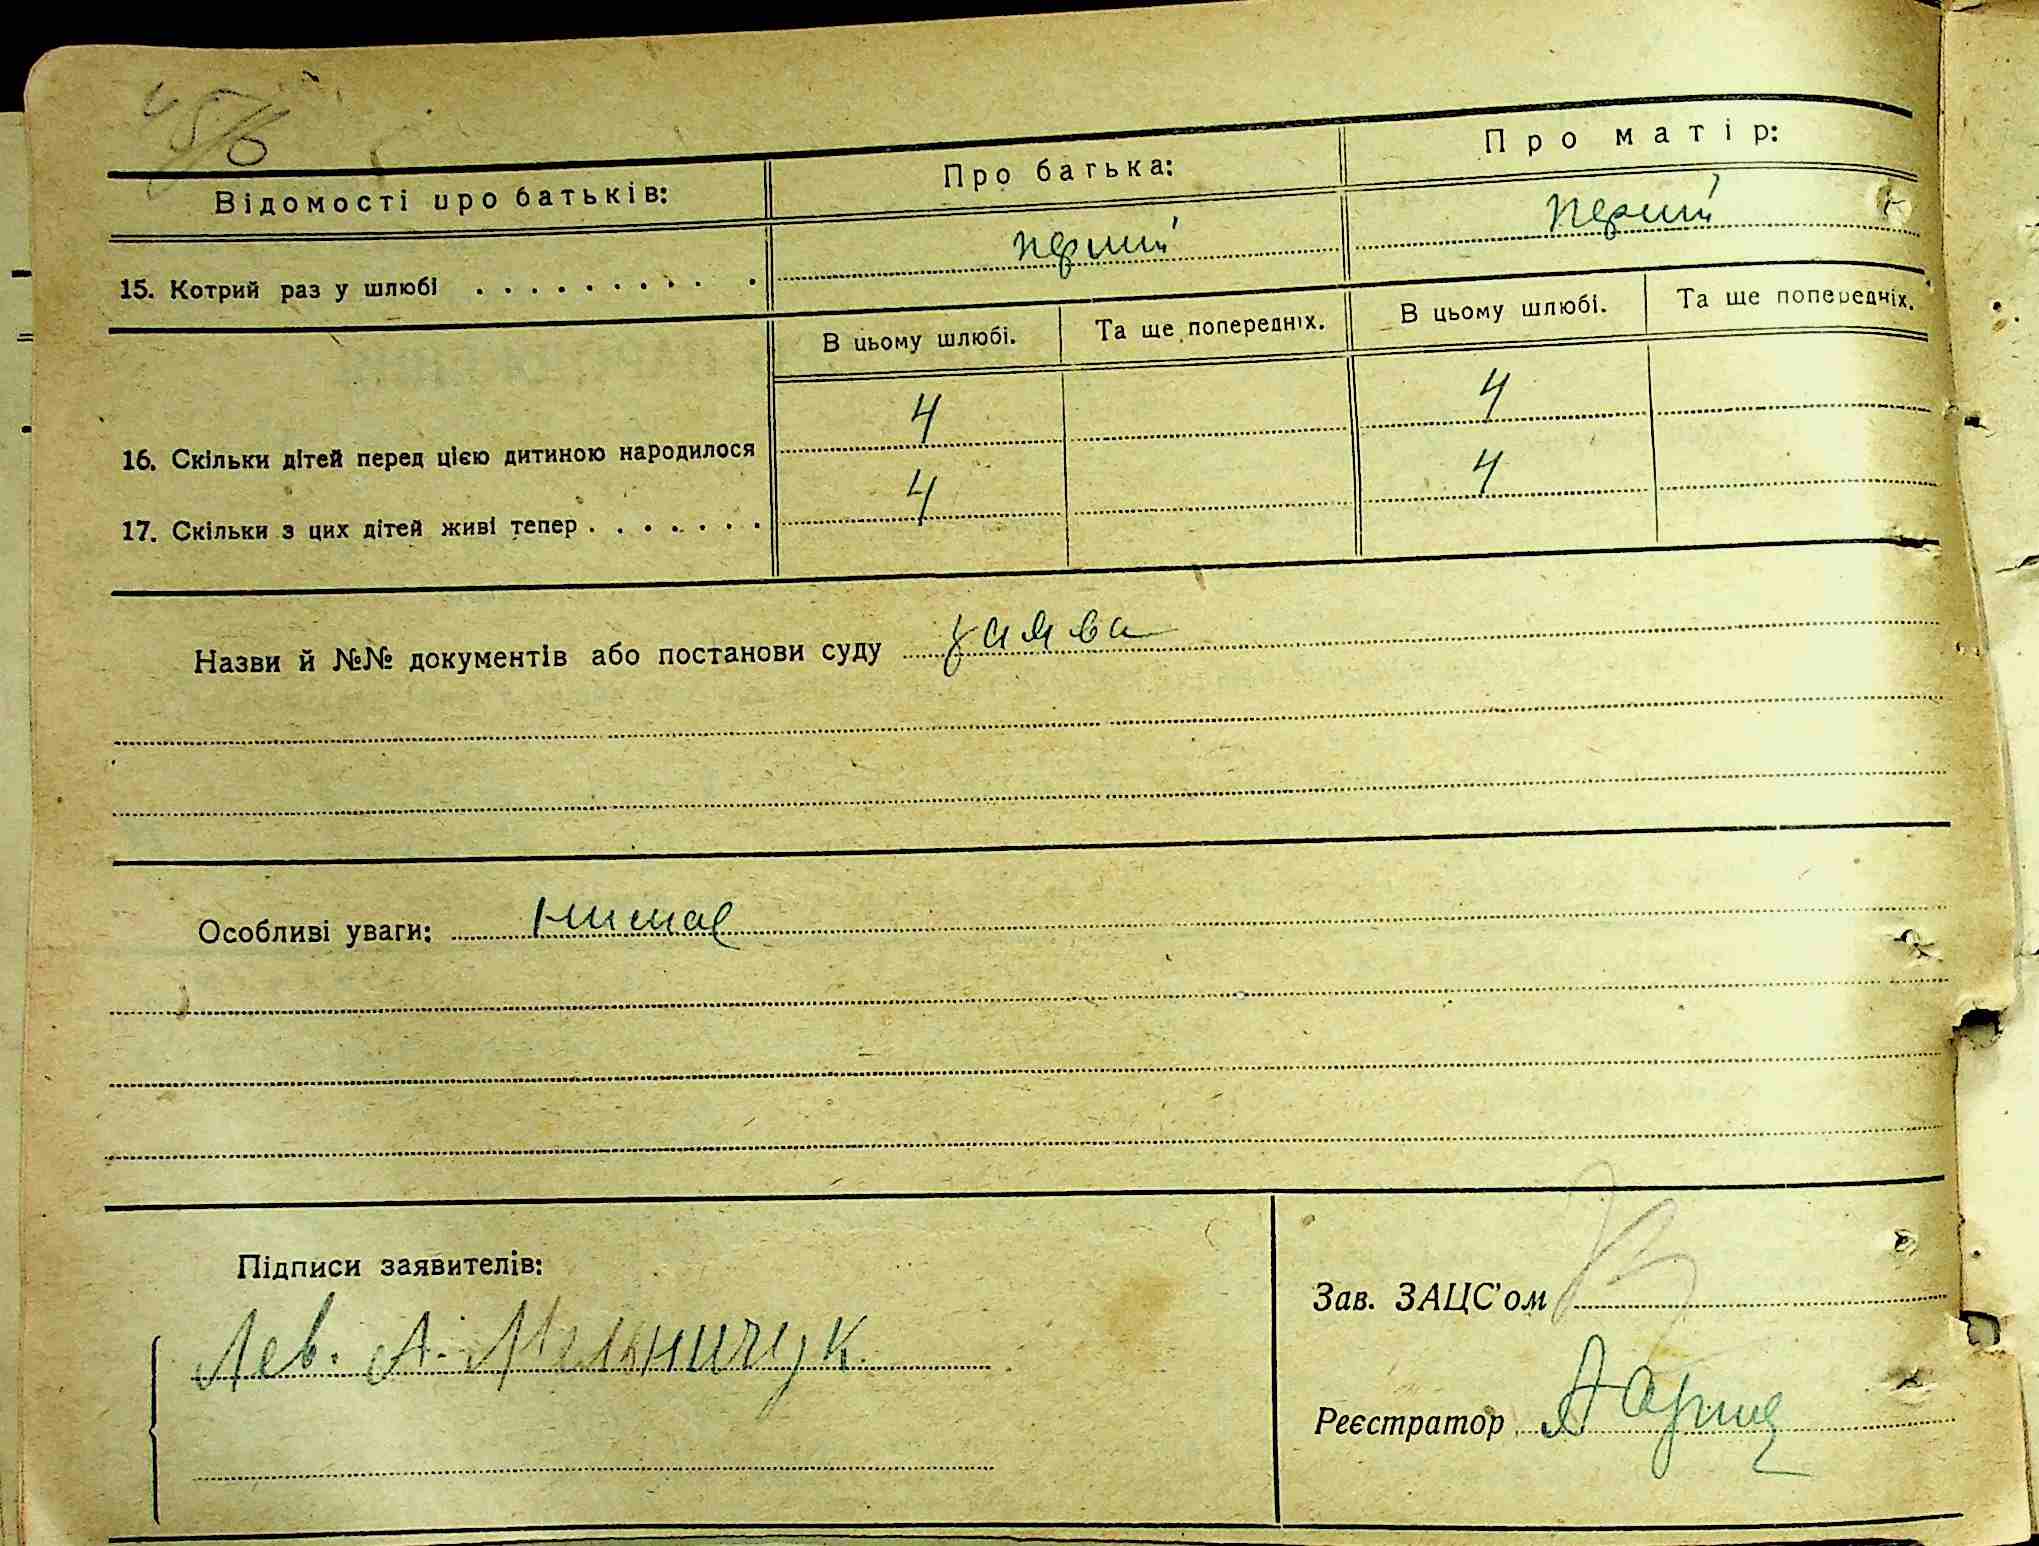 Відомості про батьків:
Про батька:
Про матір:
15. Котрий раз у шлюбі . . . . . . . . . . .
перший
перший
В цьому шлюбі.
Та ще попередніх.
В цьому шлюбі.
Та ще попередніх.
16. Скільки дітей перед цією дитиною народилося
4
4
17. Скільки з цих дітей живі тепер . . . . . . .
4
4
Назви й №№ документів або постанови суду заява
Особливі уваги: нимає
Підписи заявителів:
Лев. А. Мельничук
Зав. ЗАЦС'ом
Реєстратор